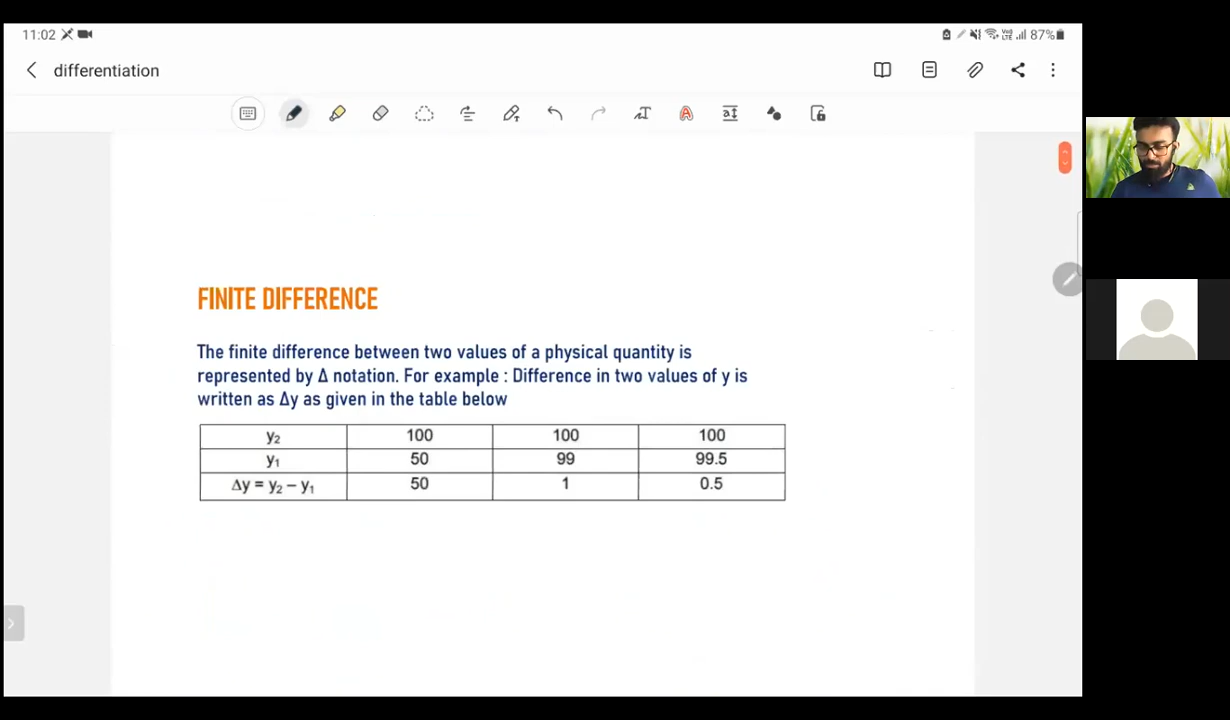 11:02 87%
differentiation
FINITE DIFFERENCE
The finite difference between two values of a physical quantity is
represented by Δ notation. For example : Difference in two values of y is
written as Δy as given in the table below
y₂ 100 100 100
y₁ 50 99 99.5
Δy = y₂ – y₁ 50 1 0.5